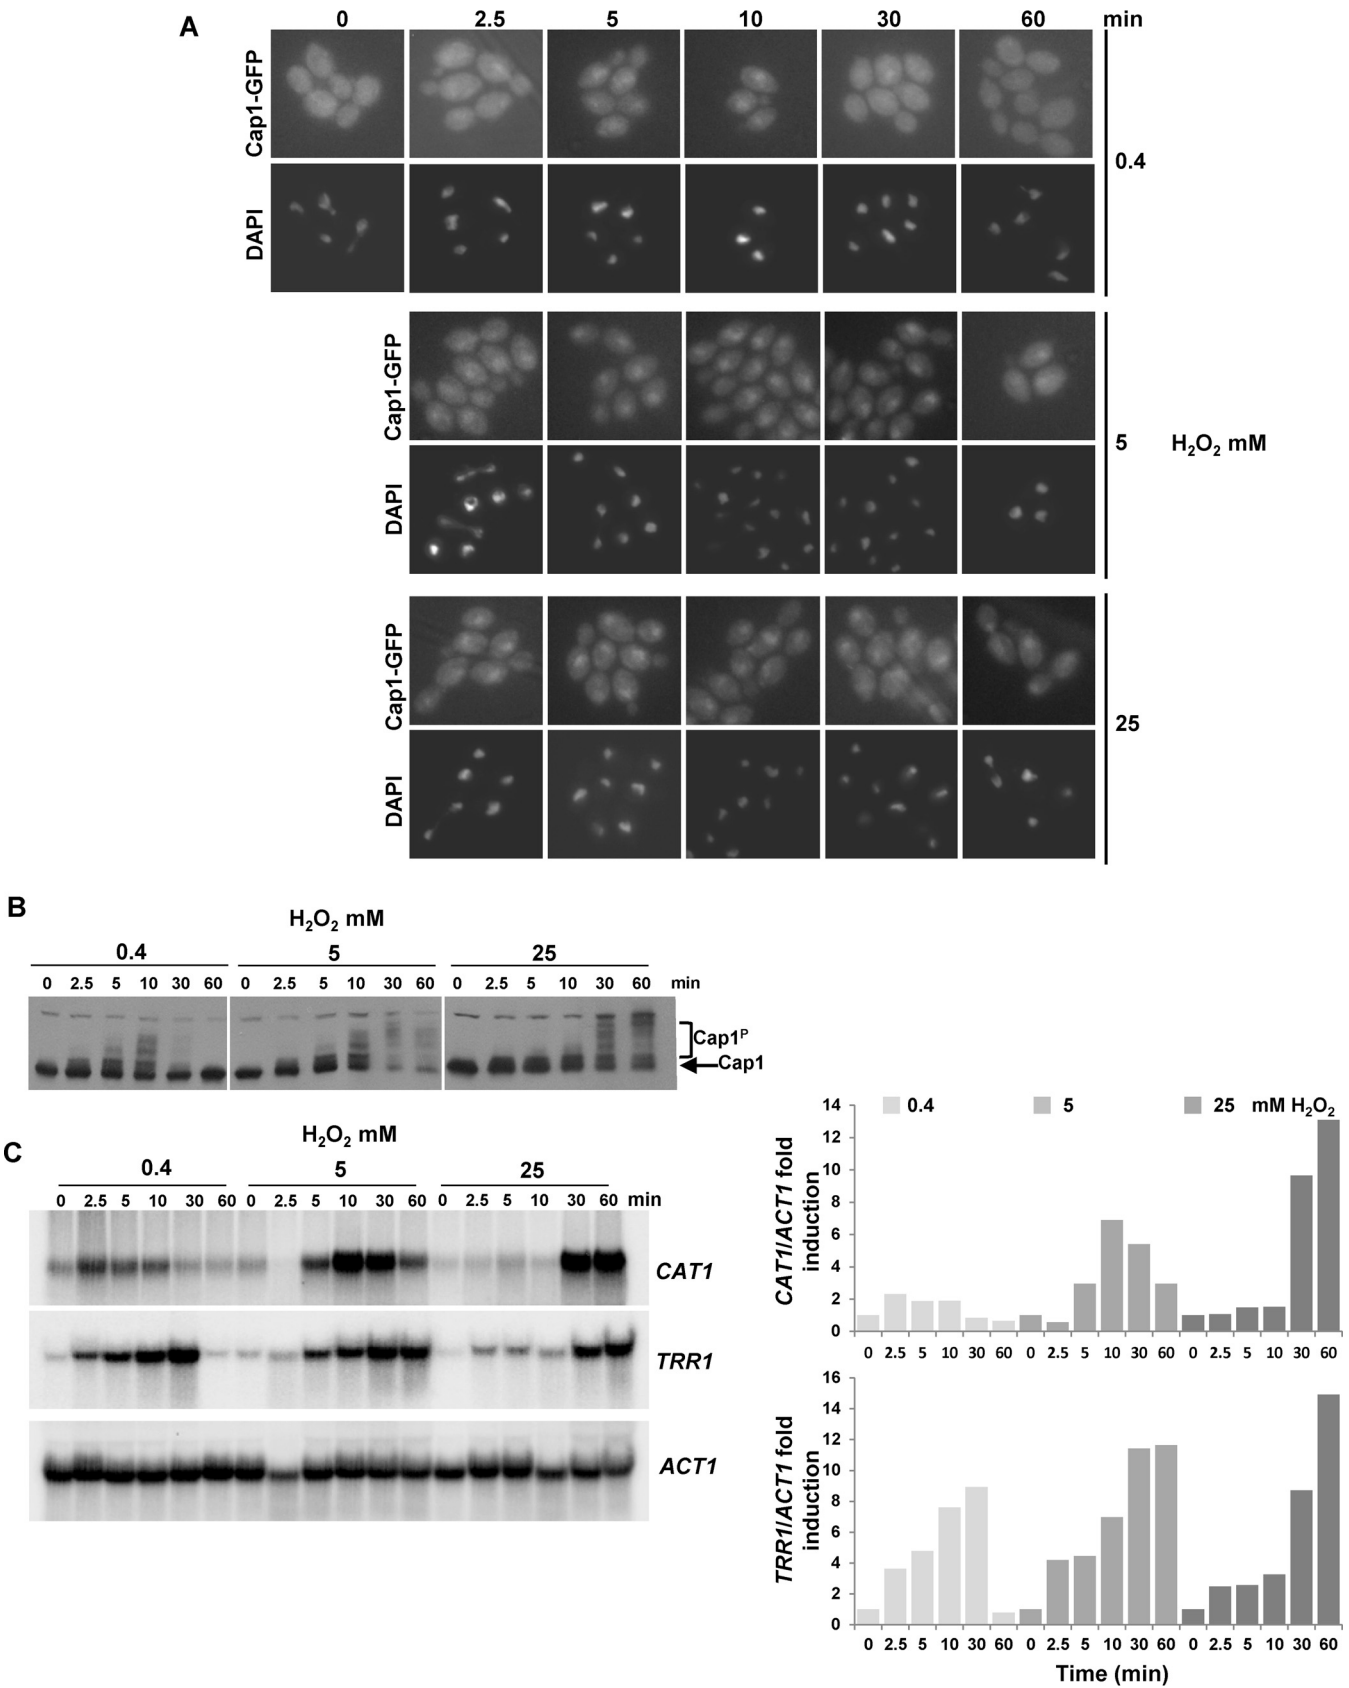 A
0 2.5 5 10 30 60 min
Cap1-GFP
DAPI
0.4
Cap1-GFP
DAPI
5 H₂O₂ mM
Cap1-GFP
DAPI
25
B
H₂O₂ mM
0.4 5 25
0 2.5 5 10 30 60 0 2.5 5 10 30 60 0 2.5 5 10 30 60 min
Cap1ᴾ
Cap1
C
H₂O₂ mM
0.4 5 25
0 2.5 5 10 30 60 0 2.5 5 10 30 60 0 2.5 5 10 30 60 min
CAT1
TRR1
ACT1
0.4 5 25 mM H₂O₂
CAT1/ACT1 fold
induction
14
12
10
8
6
4
2
0
0 2.5 5 10 30 60 0 2.5 5 10 30 60 0 2.5 5 10 30 60
TRR1/ACT1 fold
induction
16
14
12
10
8
6
4
2
0
0 2.5 5 10 30 60 0 2.5 5 10 30 60 0 2.5 5 10 30 60
Time (min)